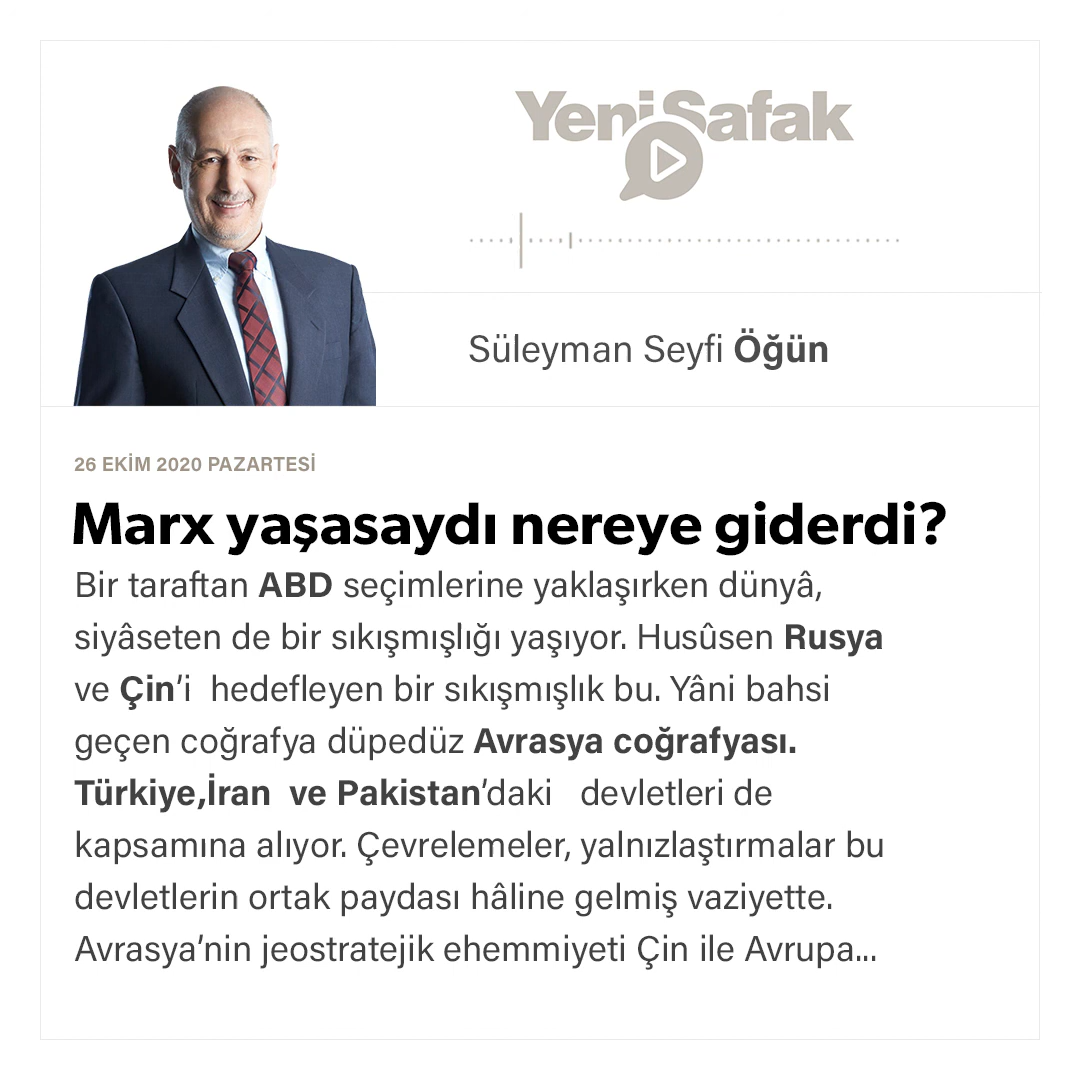 YeniSafak
Süleyman Seyfi Öğün
26 EKİM 2020 PAZARTESİ
Marx yaşasaydı nereye giderdi?
Bir taraftan ABD seçimlerine yaklaşırken dünyâ,
siyâseten de bir sıkışmışlığı yaşıyor. Husûsen Rusya
ve Çin’i  hedefleyen bir sıkışmışlık bu. Yâni bahsi
geçen coğrafya düpedüz Avrasya coğrafyası.
Türkiye,İran  ve Pakistan’daki   devletleri de
kapsamına alıyor. Çevrelemeler, yalnızlaştırmalar bu
devletlerin ortak paydası hâline gelmiş vaziyette.
Avrasya’nin jeostratejik ehemmiyeti Çin ile Avrupa...